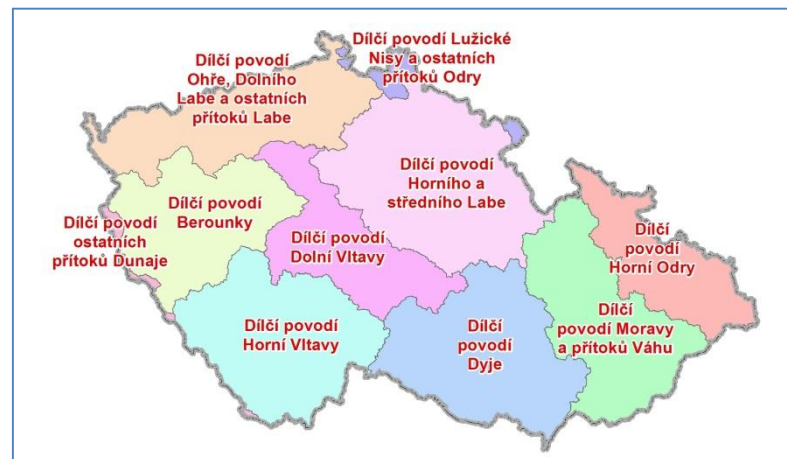 Dílčí povodí
Ohře, Dolního
Labe a ostatních
přítoků Labe
Dílčí povodí Lužické
Nisy a ostatních
přítoků Odry
Dílčí povodí
Horního a
středního Labe
Dílčí povodí
Berounky
Dílčí povodí
ostatních
přítoků Dunaje
Dílčí povodí
Dolní Vltavy
Dílčí
povodí
Horní Odry
Dílčí povodí
Horní Vltavy
Dílčí
povodí
Dyje
Dílčí
povodí Moravy
a přítoků Váhu